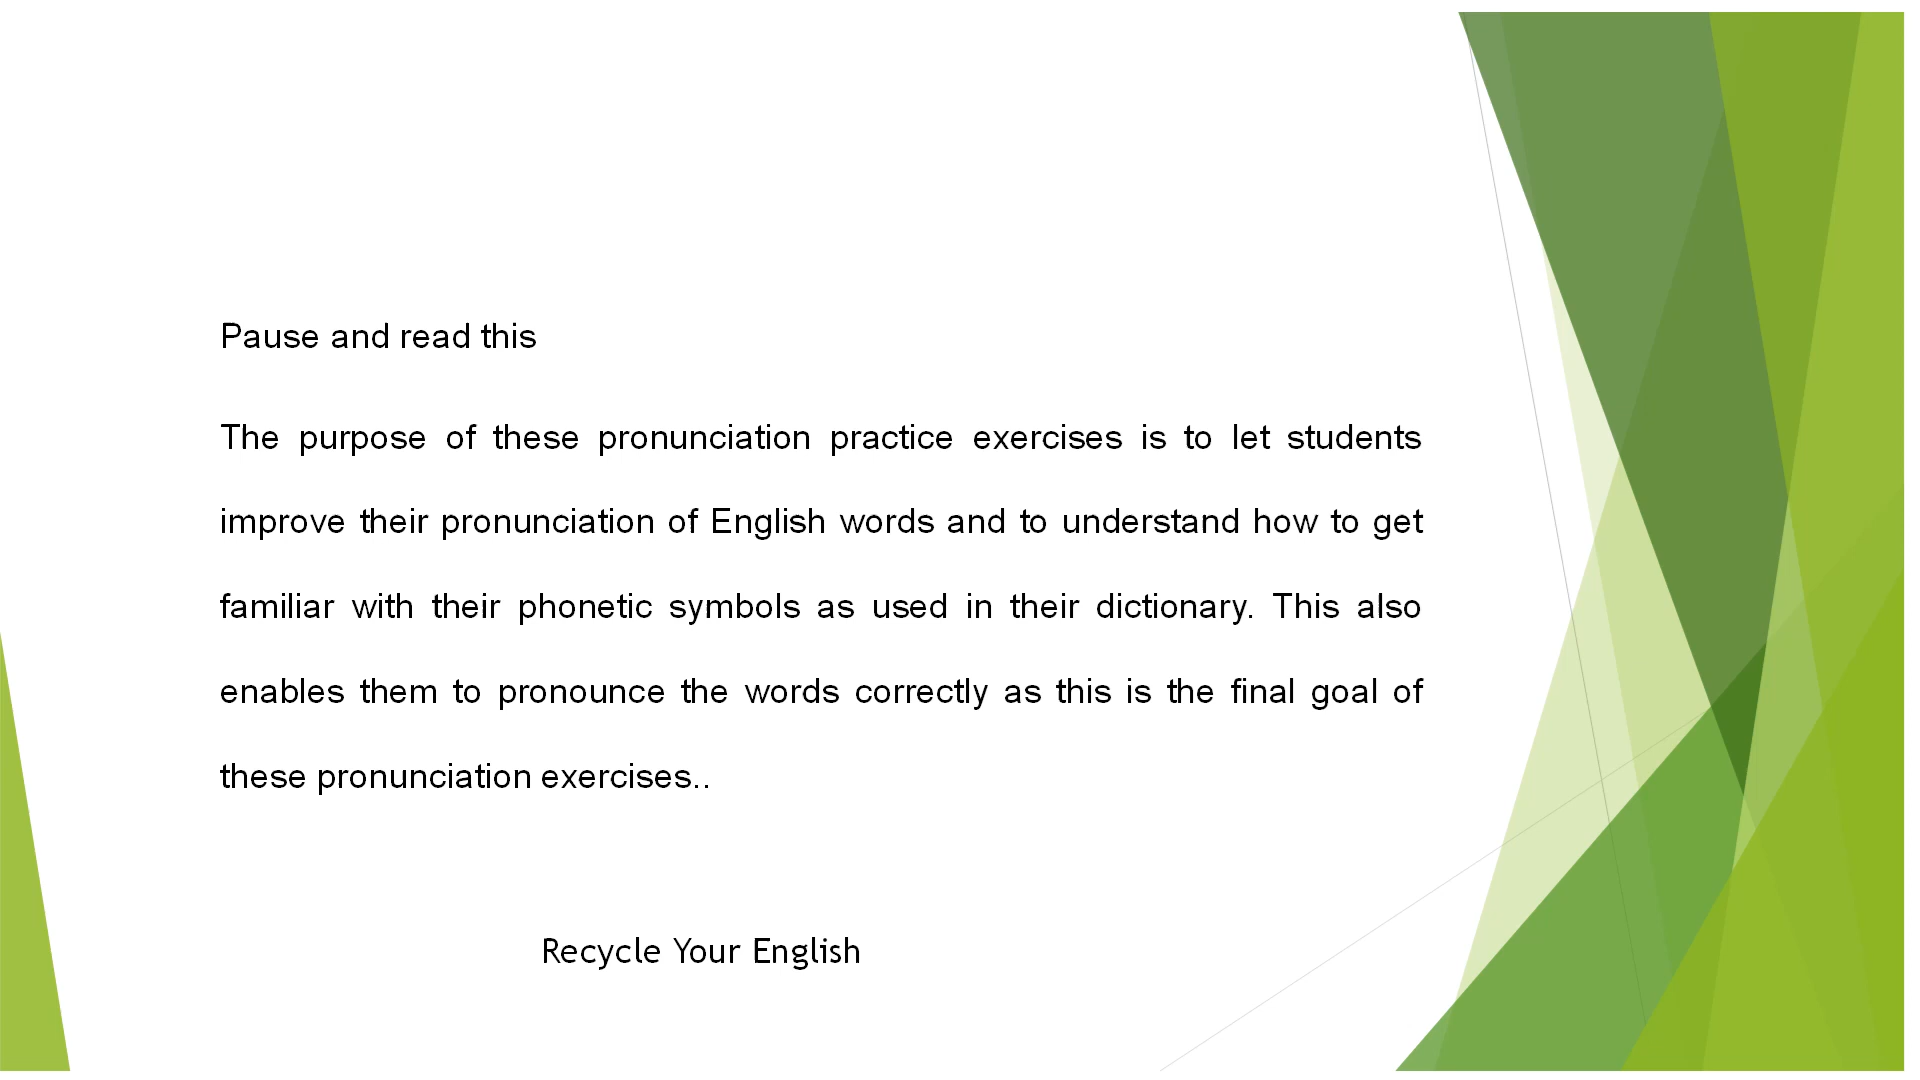 Pause and read this
The purpose of these pronunciation practice exercises is to let students
improve their pronunciation of English words and to understand how to get
familiar with their phonetic symbols as used in their dictionary. This also
enables them to pronounce the words correctly as this is the final goal of
these pronunciation exercises..
Recycle Your English